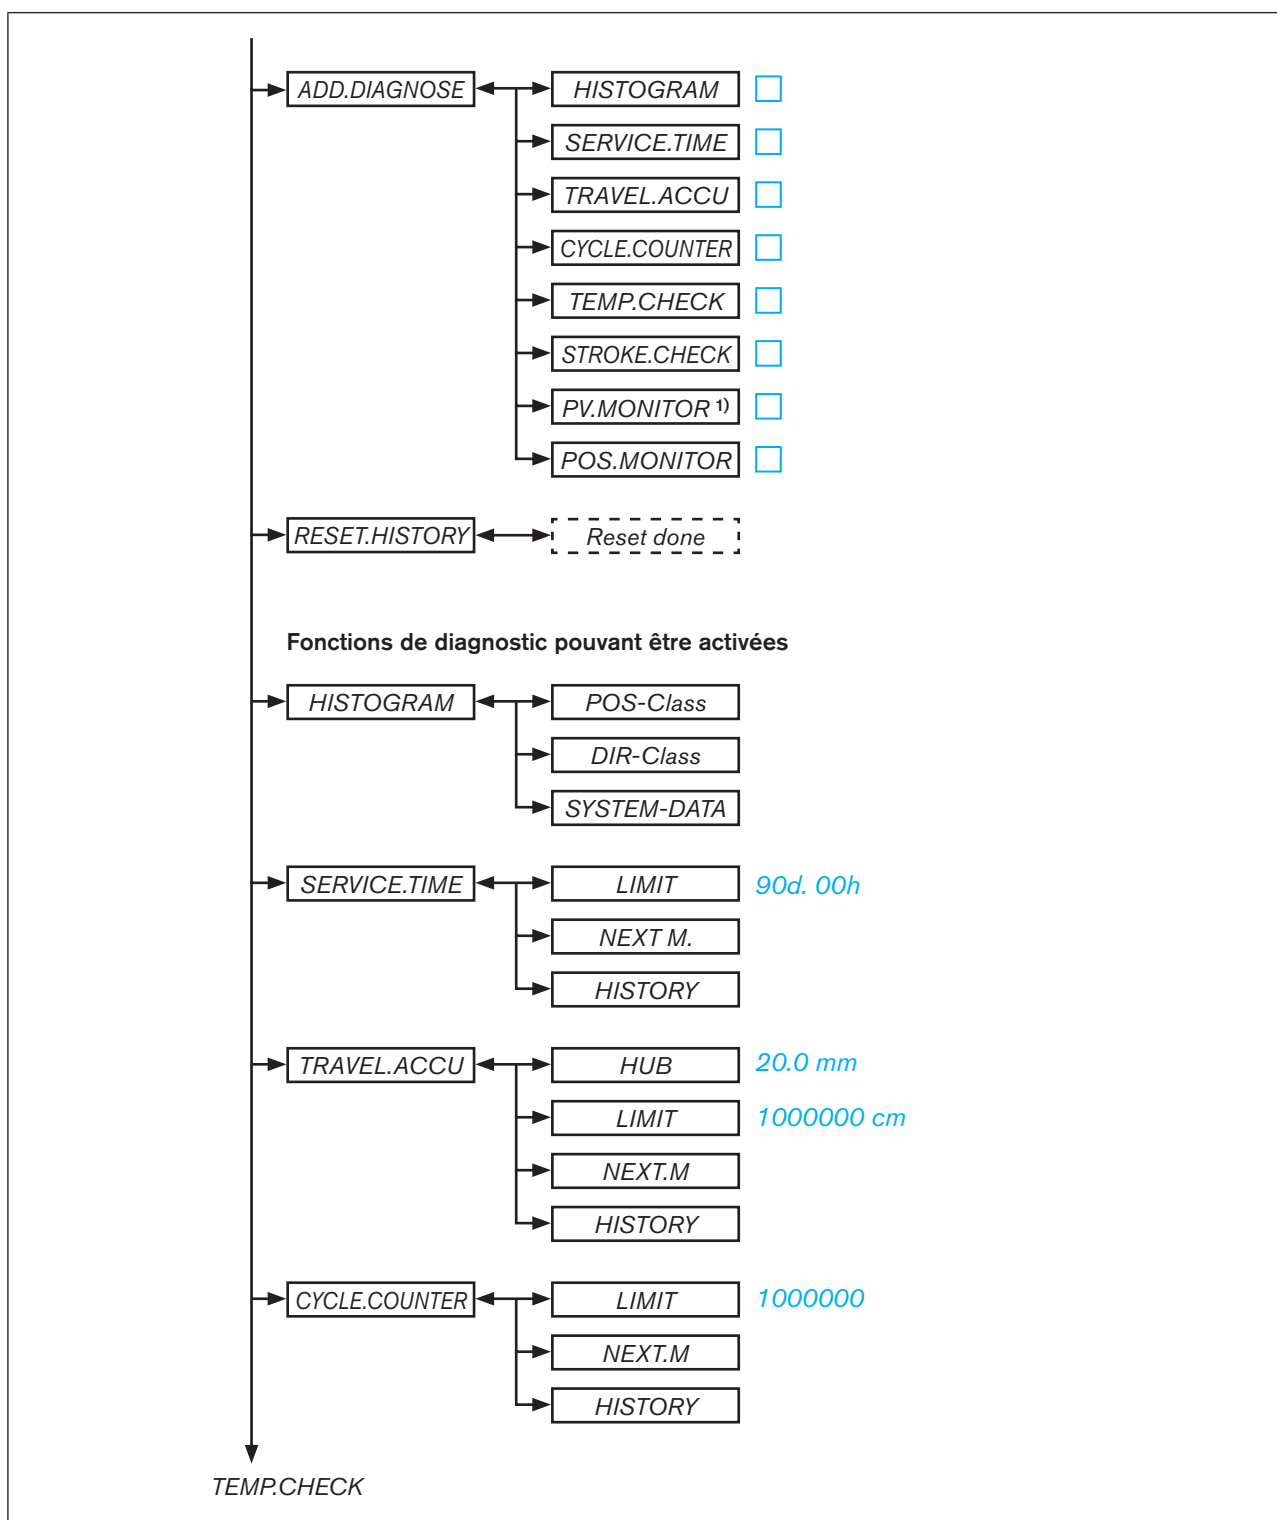 ADD.DIAGNOSE HISTOGRAM
SERVICE.TIME
TRAVEL.ACCU
CYCLE.COUNTER
TEMP.CHECK
STROKE.CHECK
PV.MONITOR 1)
POS.MONITOR
RESET.HISTORY Reset done
Fonctions de diagnostic pouvant être activées
HISTOGRAM POS-Class
DIR-Class
SYSTEM-DATA
SERVICE.TIME LIMIT 90d. 00h
NEXT M.
HISTORY
TRAVEL.ACCU HUB 20.0 mm
LIMIT 1000000 cm
NEXT.M
HISTORY
CYCLE.COUNTER LIMIT 1000000
NEXT.M
HISTORY
TEMP.CHECK